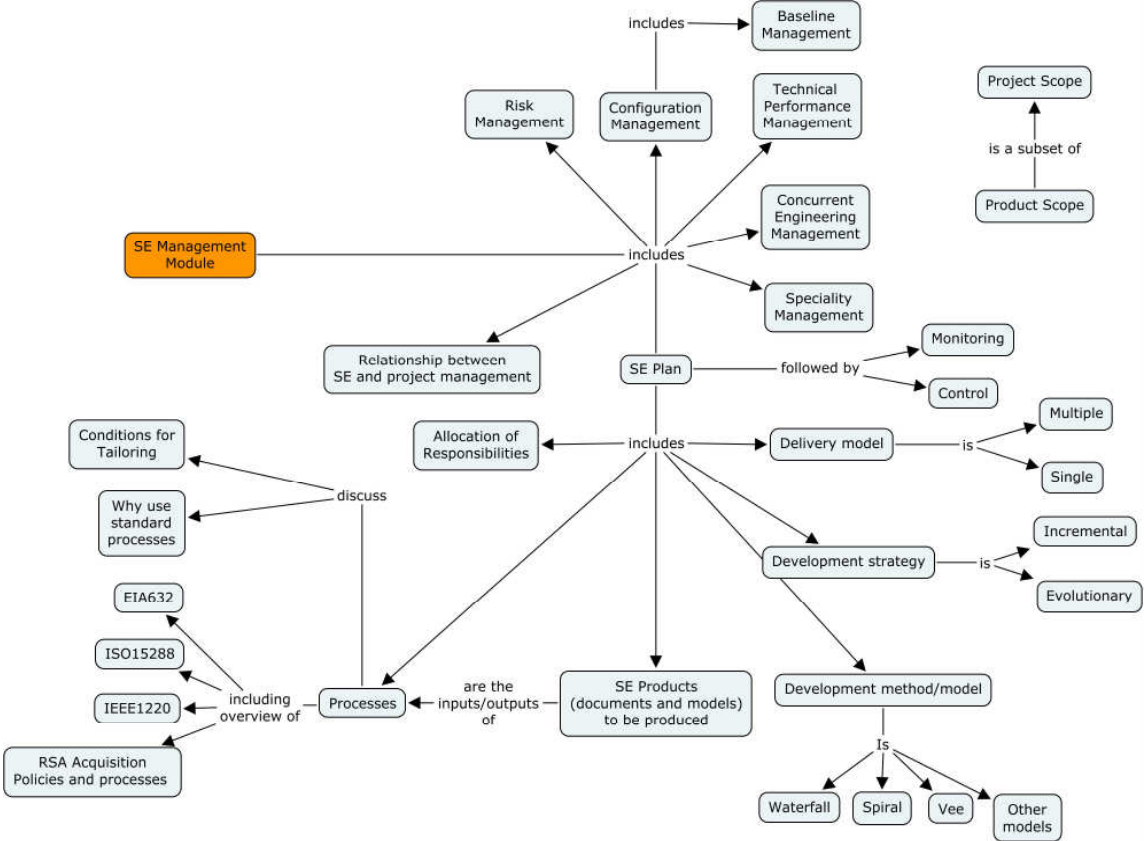 includes
Baseline
Management
Risk
Management
Configuration
Management
Technical
Performance
Management
Project Scope
is a subset of
Product Scope
Concurrent
Engineering
Management
SE Management
Module
includes
Speciality
Management
Relationship between
SE and project management
SE Plan
followed by
Monitoring
Control
Conditions for
Tailoring
Allocation of
Responsibilities
includes
Delivery model
is
Multiple
Single
discuss
Why use
standard
processes
Development strategy
is
Incremental
Evolutionary
EIA632
ISO15288
IEEE1220
RSA Acquisition
Policies and processes
including
overview of
Processes
are the
inputs/outputs
of
SE Products
(documents and models)
to be produced
Development method/model
Is
Waterfall
Spiral
Vee
Other
models